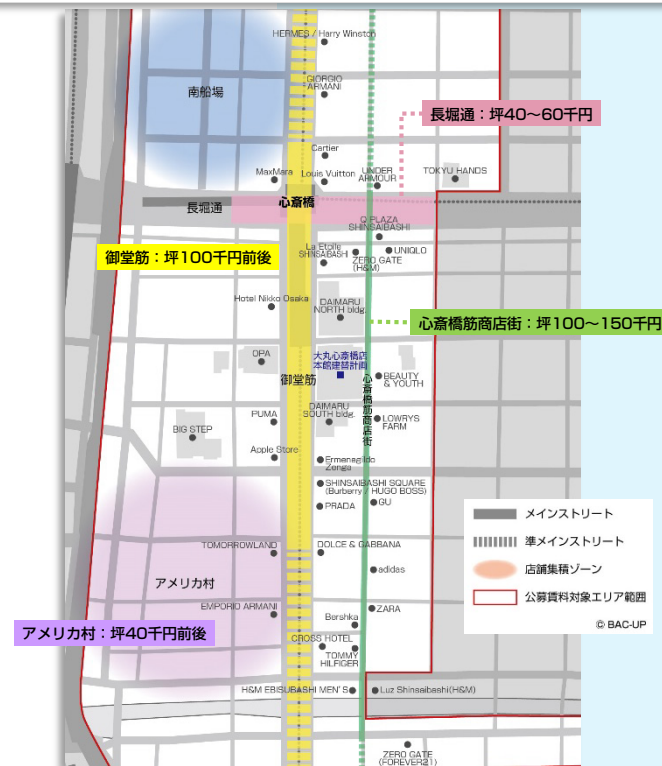 HERMES / Harry Winston
GIORGIO
ARMANI
南船場
長堀通：坪40～60千円
Cartier
MaxMara
Louis Vuitton
UNDER
ARMOUR
TOKYU HANDS
長堀通
心斎橋
Q PLAZA
SHINSAIBASHI
La Etoile
SHINSAIBASHI
UNIQLO
ZERO GATE
(H&M)
御堂筋：坪100千円前後
Hotel Nikko Osaka
DAIMARU
NORTH bldg.
心斎橋筋商店街：坪100～150千円
OPA
大丸心斎橋店
本館建替計画
御堂筋
心斎橋筋商店街
BEAUTY
& YOUTH
PUMA
DAIMARU
SOUTH bldg.
LOWRYS
FARM
BIG STEP
Apple Store
Ermenegildo
Zenga
SHINSAIBASHI SQUARE
(Burberry / HUGO BOSS)
GU
PRADA
メインストリート
準メインストリート
店舗集積ゾーン
公募賃料対象エリア範囲
© BAC-UP
TOMORROWLAND
DOLCE & GABBANA
adidas
アメリカ村
EMPORIO ARMANI
ZARA
Bershka
アメリカ村：坪40千円前後
CROSS HOTEL
TOMMY
HILFIGER
H&M EBISUBASHI MEN'S
Luz Shinsaibashi(H&M)
ZERO GATE
(FOREVER21)